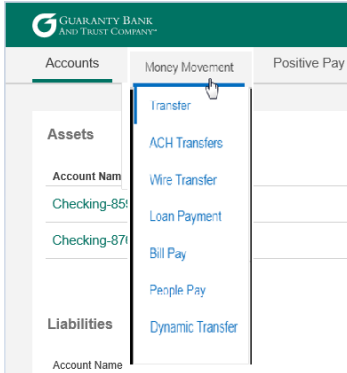 GUARANTY BANK
AND TRUST COMPANY
Accounts
Money Movement
Positive Pay
Transfer
ACH Transfers
Wire Transfer
Loan Payment
Bill Pay
People Pay
Dynamic Transfer
Assets
Account Nam
Checking-85
Checking-87
Liabilities
Account Name